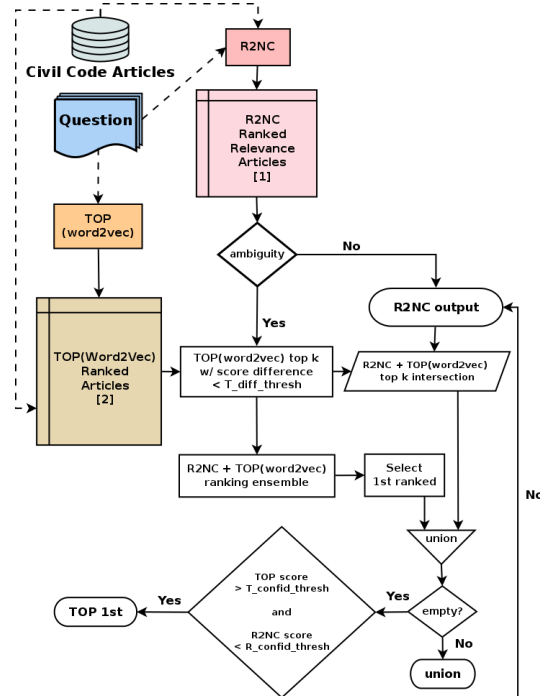 R2NC
Civil Code Articles
Question
R2NC
Ranked
Relevance
Articles
[1]
TOP
(word2vec)
ambiguity
No
R2NC output
Yes
TOP(Word2Vec)
Ranked
Articles
[2]
TOP(word2vec) top k
w/ score difference
< T_diff_thresh
R2NC + TOP(word2vec)
top k intersection
R2NC + TOP(word2vec)
ranking ensemble
Select
1st ranked
No
union
TOP score
> T_confid_thresh
and
R2NC score
< R_confid_thresh
Yes
TOP 1st
Yes
empty?
No
union